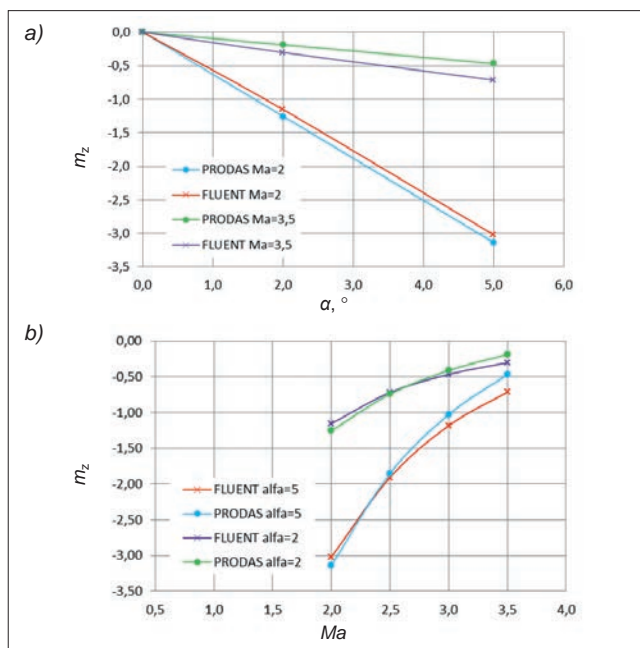 a)
0,0
-0,5
-1,0
-1,5
-2,0
-2,5
-3,0
-3,5
mz
PRODAS Ma=2
FLUENT Ma=2
PRODAS Ma=3,5
FLUENT Ma=3,5
0,0 1,0 2,0 3,0 4,0 5,0 6,0
α, °
b)
0,00
-0,50
-1,00
-1,50
-2,00
-2,50
-3,00
-3,50
mz
FLUENT alfa=5
PRODAS alfa=5
FLUENT alfa=2
PRODAS alfa=2
0,5 1,0 1,5 2,0 2,5 3,0 3,5 4,0
Ma